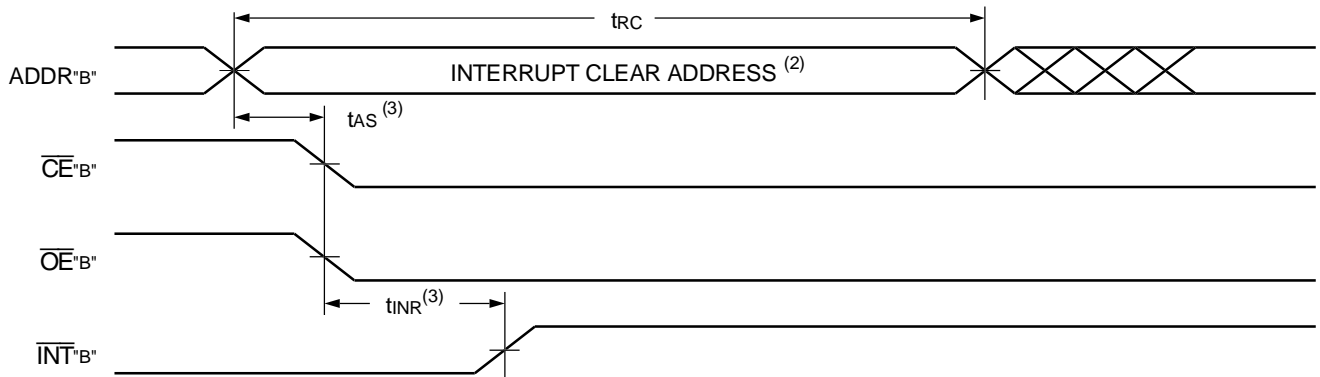 tRC
ADDR"B"
INTERRUPT CLEAR ADDRESS (2)
tAS (3)
CE"B"
OE"B"
tINR(3)
INT"B"